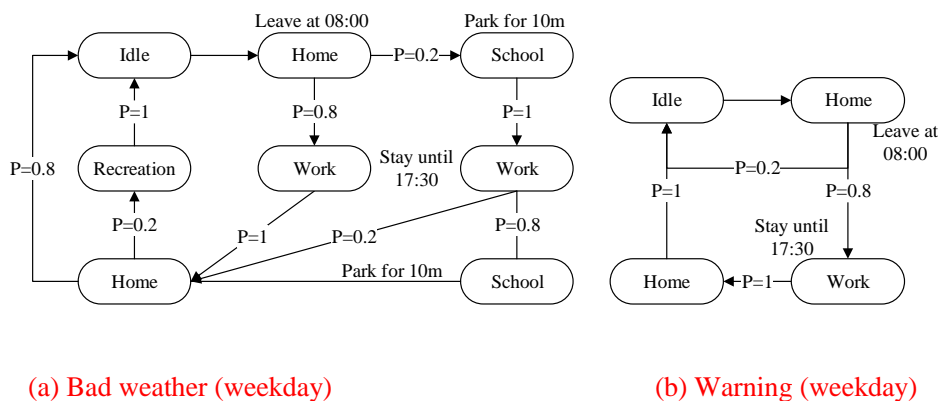 Leave at 08:00
Park for 10m
Idle
Home
P=0.2
School
P=1
P=0.8
P=1
P=0.8
Recreation
Work
Stay until
17:30
Work
P=0.2
P=1
P=0.2
P=0.8
Home
Park for 10m
School
(a) Bad weather (weekday)
Idle
Home
Leave at
08:00
P=0.2
P=1
P=0.8
Stay until
17:30
Home
P=1
Work
(b) Warning (weekday)